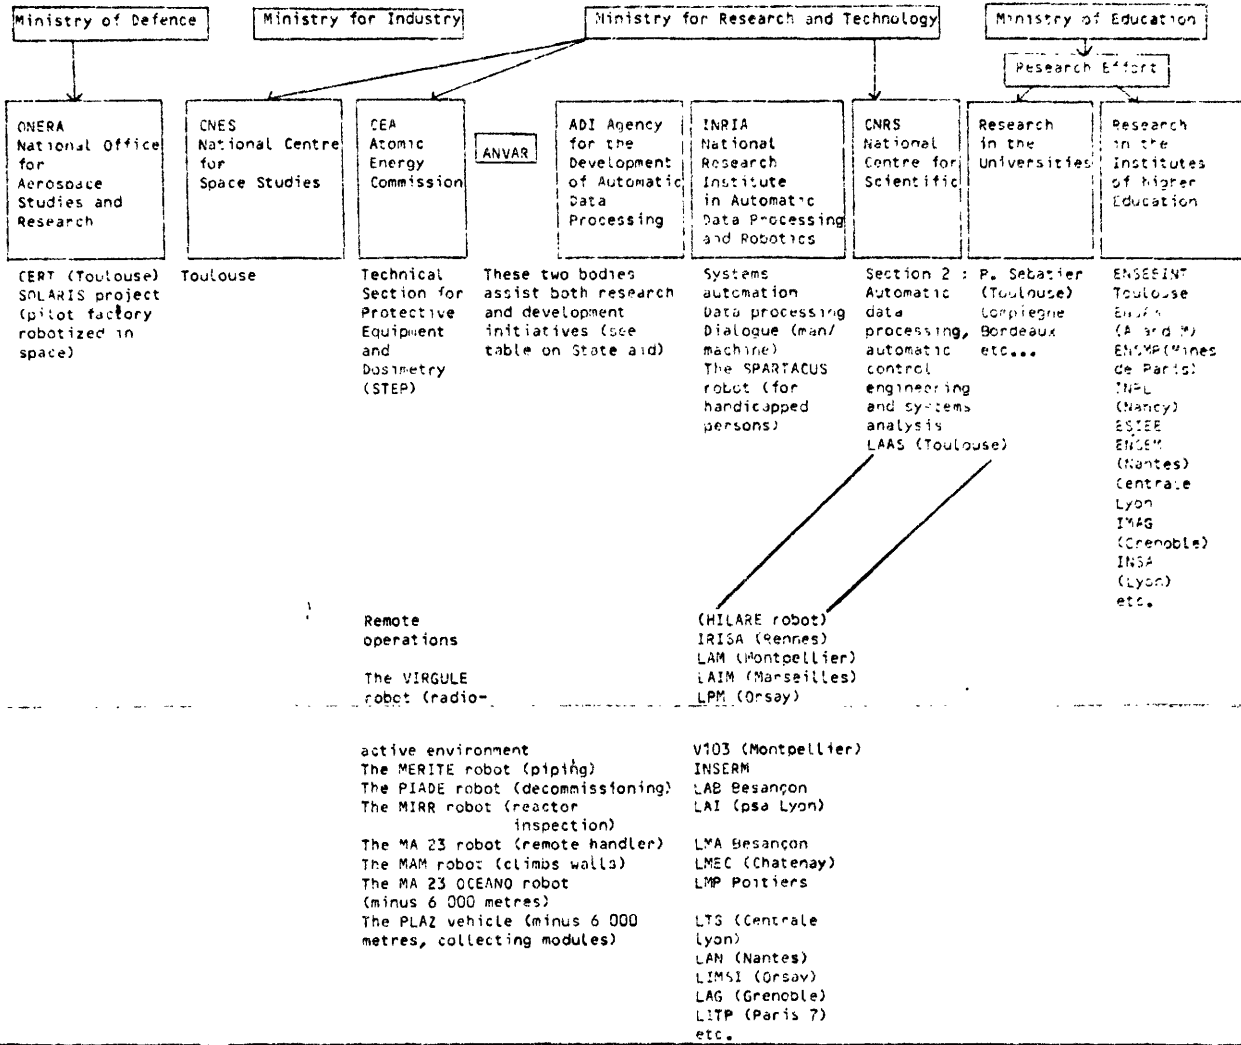 Ministry of Defence
Ministry for Industry
Ministry for Research and Technology
Ministry of Education
Research Effort
ONERA
National Office
for
Aerospace
Studies and
Research
CNES
National Centre
for
Space Studies
CEA
Atomic
Energy
Commission
ANVAR
ADI Agency
for the
Development
of Automatic
Data
Processing
INRIA
National
Research
Institute
in Automatic
Data Processing
and Robotics
CNRS
National
Centre for
Scientific
Research
in the
Universities
Research
in the
Institutes
of higher
Education
CERT (Toulouse)
SOLARIS project
(pilot factory
robotized in
space)
Toulouse
Technical
Section for
Protective
Equipment
and
Dosimetry
(STEP)
These two bodies
assist both research
and development
initiatives (see
table on State aid)
Systems
automation
Data processing
Dialogue (man/
machine)
The SPARTACUS
robot (for
handicapped
persons)
Section 2 :
Automatic
data
processing,
automatic
control
engineering
and systems
analysis
LAAS (Toulouse)
P. Sebatier
(Toulouse)
Compiegne
Bordeaux
etc...
ENSEEINT
Toulouse
(A and M)
ENSMP(Mines
de Paris)
INPL
(Nancy)
ESIEE
ENSEM
(Nantes)
Centrale
Lyon
IMAG
(Grenoble)
INSA
(Lyon)
etc.
Remote
operations
The VIRGULE
robot (radio-
(HILARE robot)
IRISA (Rennes)
LAM (Montpellier)
LAIM (Marseilles)
LPM (Orsay)
active environment
The MERITE robot (piping)
The PIADE robot (decommissioning)
The MIRR robot (reactor
inspection)
The MA 23 robot (remote handler)
The MAM robot (climbs walls)
The MA 23 OCEANO robot
(minus 6 000 metres)
The PLAZ vehicle (minus 6 000
metres, collecting modules)
V103 (Montpellier)
INSERM
LAB Besançon
LAI (psa Lyon)
LMA Besançon
LMEC (Chatenay)
LMP Poitiers
LTS (Centrale
Lyon)
LAN (Nantes)
LIMSI (Orsay)
LAG (Grenoble)
LITP (Paris 7)
etc.